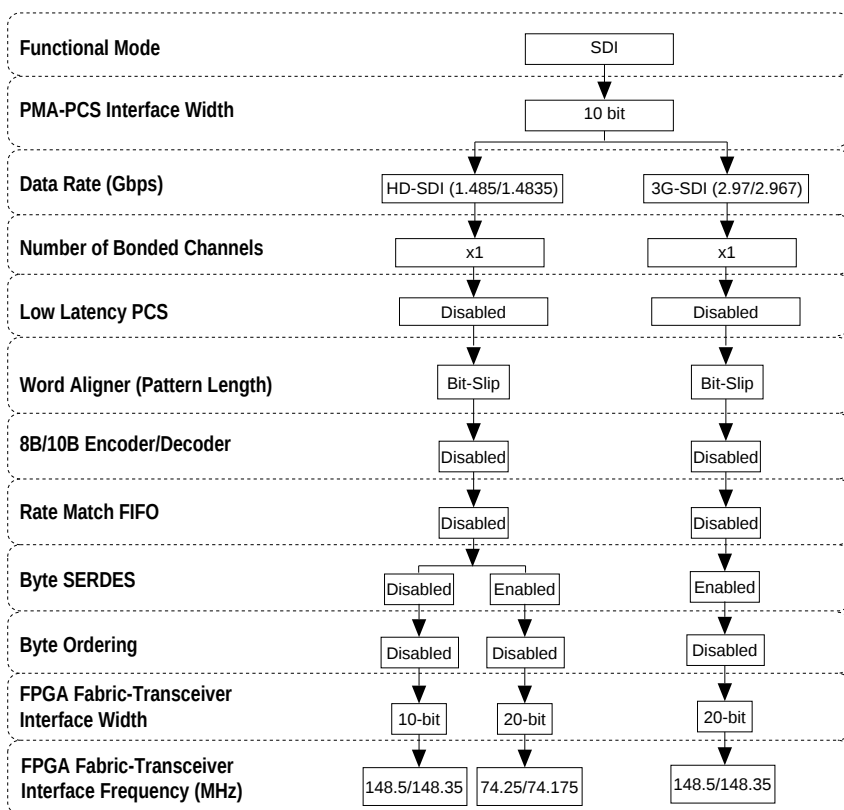 Functional Mode
SDI
PMA-PCS Interface Width
10 bit
Data Rate (Gbps)
HD-SDI (1.485/1.4835)
3G-SDI (2.97/2.967)
Number of Bonded Channels
x1
x1
Low Latency PCS
Disabled
Disabled
Word Aligner (Pattern Length)
Bit-Slip
Bit-Slip
8B/10B Encoder/Decoder
Disabled
Disabled
Rate Match FIFO
Disabled
Disabled
Byte SERDES
Disabled
Enabled
Enabled
Byte Ordering
Disabled
Disabled
Disabled
FPGA Fabric-Transceiver
Interface Width
10-bit
20-bit
20-bit
FPGA Fabric-Transceiver
Interface Frequency (MHz)
148.5/148.35
74.25/74.175
148.5/148.35